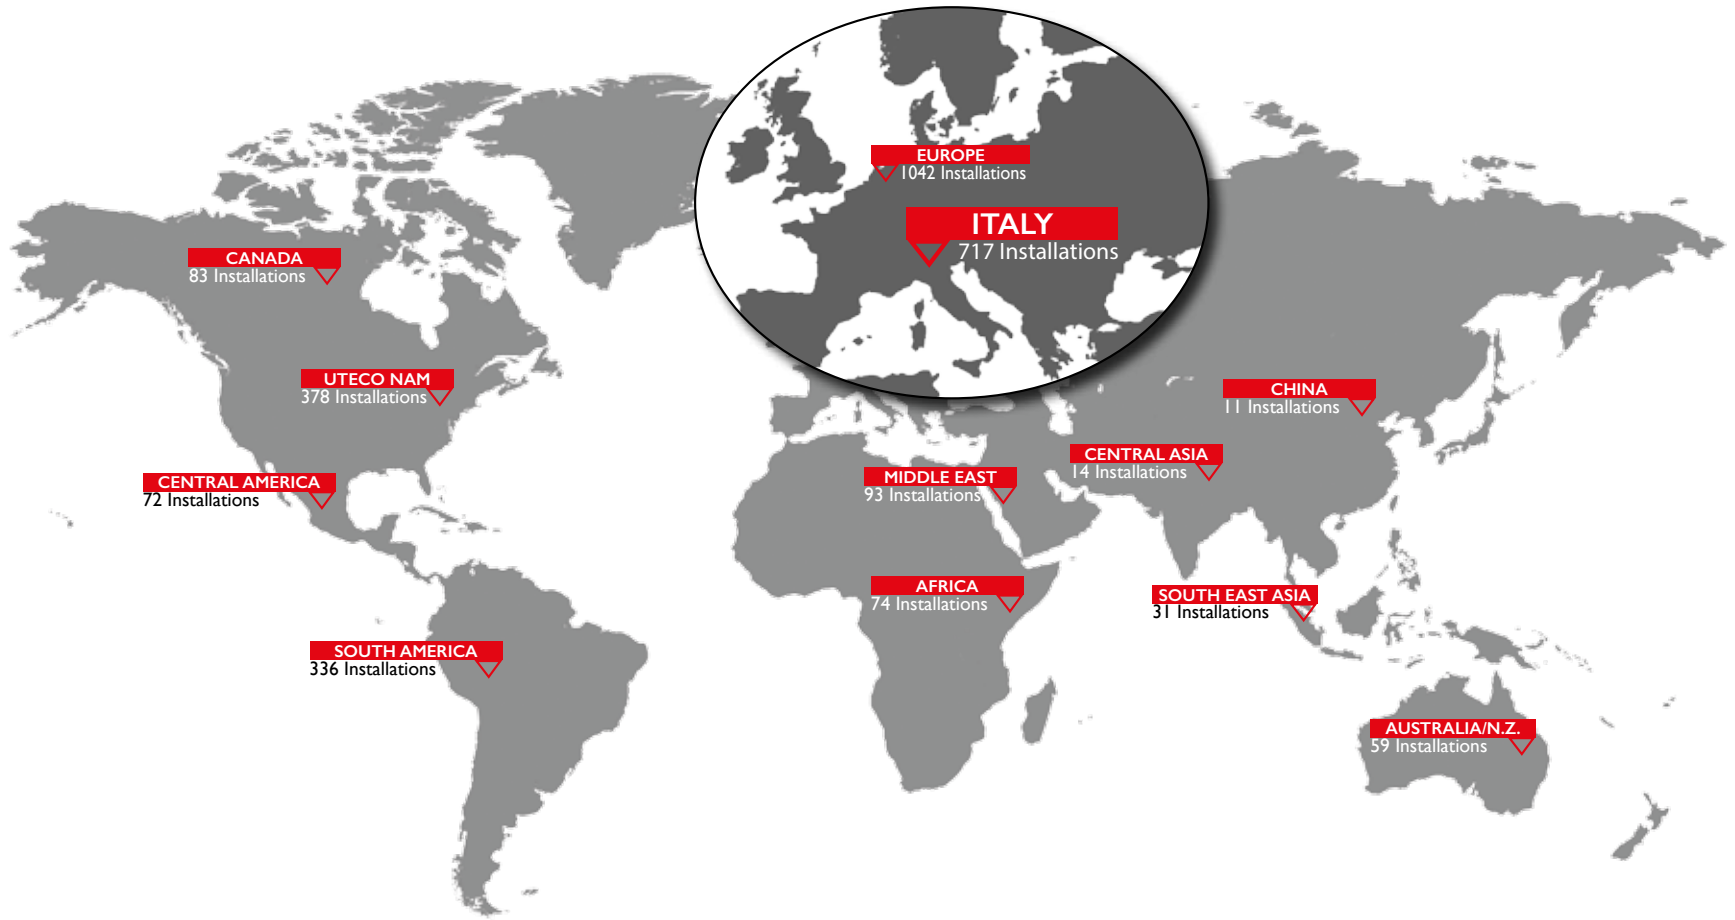 EUROPE
1042 Installations
ITALY
717 Installations
CANADA
83 Installations
UTECO NAM
378 Installations
CHINA
11 Installations
CENTRAL ASIA
14 Installations
MIDDLE EAST
93 Installations
CENTRAL AMERICA
72 Installations
AFRICA
74 Installations
SOUTH EAST ASIA
31 Installations
SOUTH AMERICA
336 Installations
AUSTRALIA/N.Z.
59 Installations